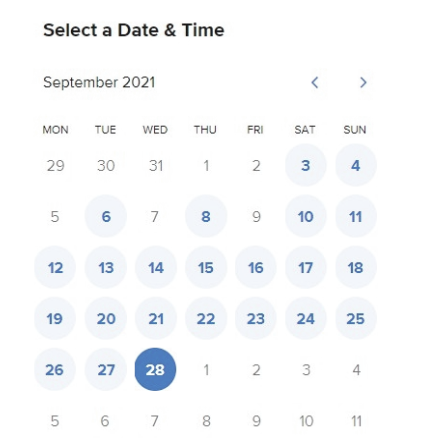 Select a Date & Time
September 2021
MON TUE WED THU FRI SAT SUN
29 30 31 1 2 3 4
5 6 7 8 9 10 11
12 13 14 15 16 17 18
19 20 21 22 23 24 25
26 27 28 1 2 3 4
5 6 7 8 9 10 11